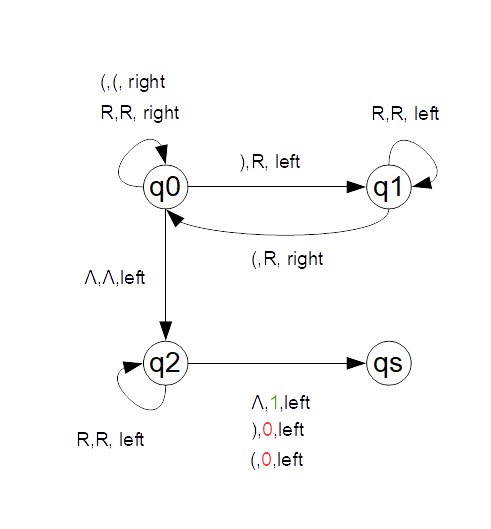 (,(, right
R,R, right
R,R, left
),R, left
q0
q1
(,R, right
Λ,Λ,left
q2
qs
Λ,1,left
),0,left
(,0,left
R,R, left